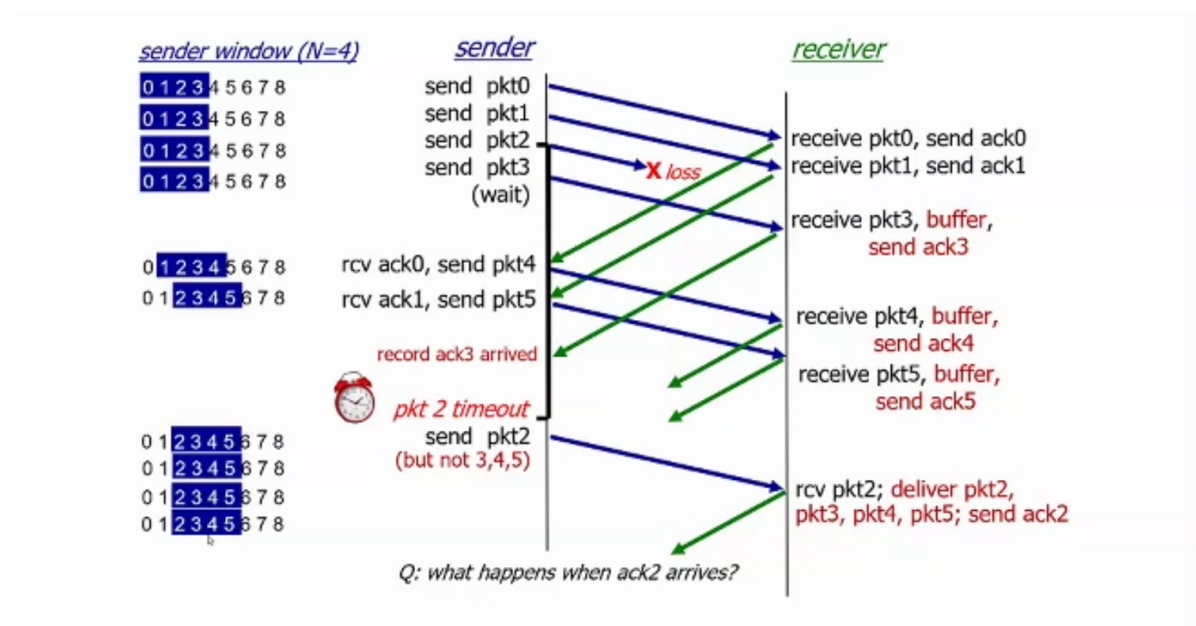 sender window (N=4)
sender
receiver
0 1 2 3 4 5 6 7 8
send pkt0
0 1 2 3 4 5 6 7 8
send pkt1
0 1 2 3 4 5 6 7 8
send pkt2
0 1 2 3 4 5 6 7 8
send pkt3
(wait)
X loss
receive pkt0, send ack0
receive pkt1, send ack1
receive pkt3, buffer,
send ack3
0 1 2 3 4 5 6 7 8
rcv ack0, send pkt4
0 1 2 3 4 5 6 7 8
rcv ack1, send pkt5
record ack3 arrived
receive pkt4, buffer,
send ack4
receive pkt5, buffer,
send ack5
pkt 2 timeout
0 1 2 3 4 5 6 7 8
send pkt2
0 1 2 3 4 5 6 7 8
(but not 3,4,5)
0 1 2 3 4 5 6 7 8
0 1 2 3 4 5 6 7 8
rcv pkt2; deliver pkt2,
pkt3, pkt4, pkt5; send ack2
Q: what happens when ack2 arrives?